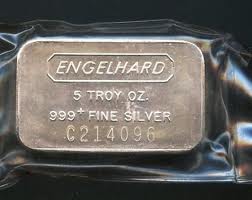 ENGELHARD
5 TROY OZ.
999+ FINE SILVER
C214096